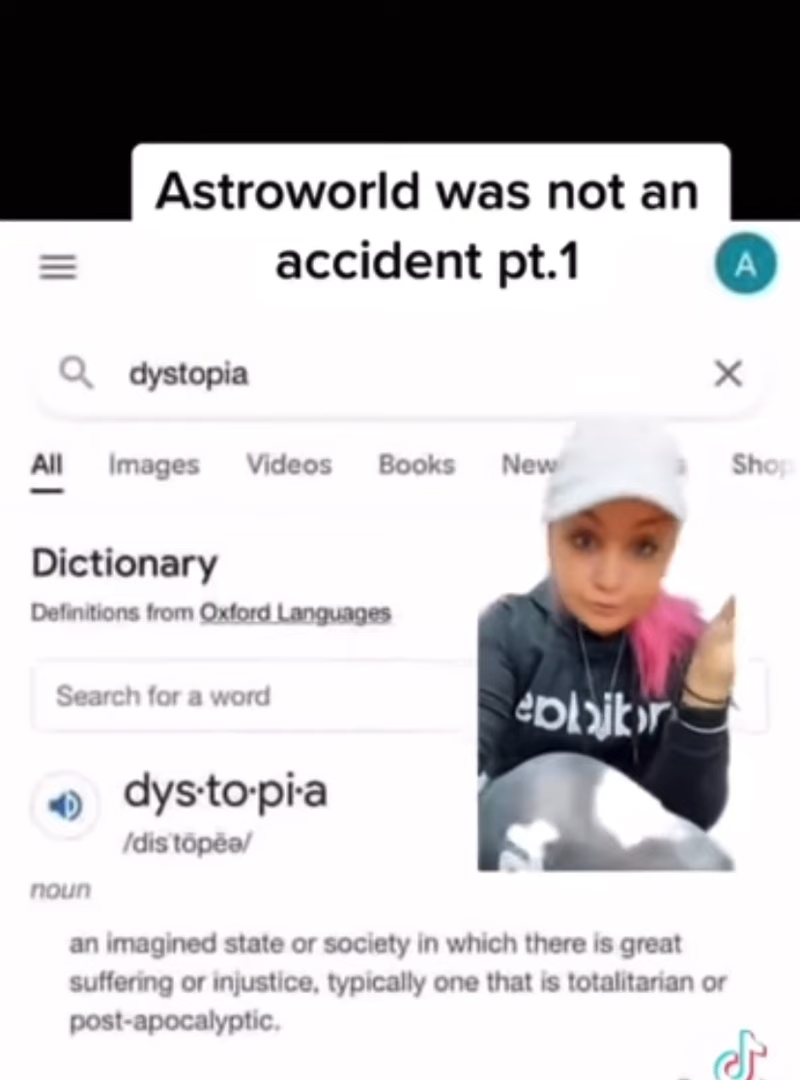 Astroworld was not an
accident pt.1
A
dystopia
All Images Videos Books New Shop
Dictionary
Definitions from Oxford Languages
Search for a word
dys·to·pi·a
/disˈtōpēə/
noun
an imagined state or society in which there is great
suffering or injustice, typically one that is totalitarian or
post-apocalyptic.